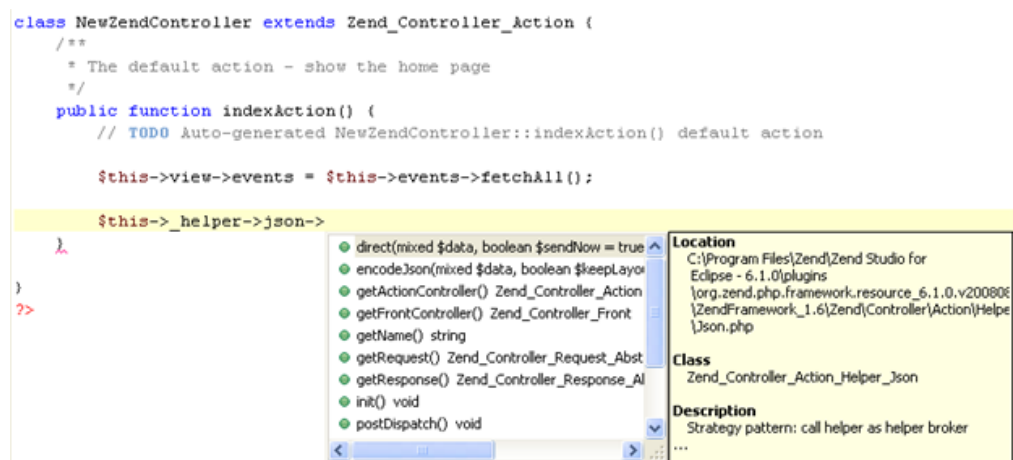 class NewZendController extends Zend_Controller_Action {
/**
* The default action - show the home page
*/
public function indexAction() {
// TODO Auto-generated NewZendController::indexAction() default action
$this->view->events = $this->events->fetchAll();
$this->_helper->json->
}
}
?>
direct(mixed $data, boolean $sendNow = true
encodeJson(mixed $data, boolean $keepLayou
getActionController() Zend_Controller_Action
getFrontController() Zend_Controller_Front
getName() string
getRequest() Zend_Controller_Request_Abst
getResponse() Zend_Controller_Response_Al
init() void
postDispatch() void
Location
C:\Program Files\Zend\Zend Studio for
Eclipse - 6.1.0\plugins
\org.zend.php.framework.resource_6.1.0.v200808
\ZendFramework_1.6\Zend\Controller\Action\Helpe
\Json.php
Class
Zend_Controller_Action_Helper_Json
Description
Strategy pattern: call helper as helper broker
...